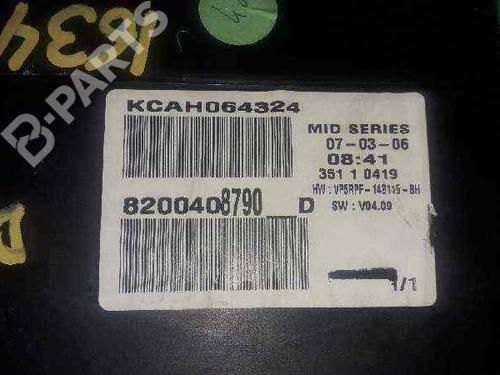 1634
B-PARTS
KCAH064324
MID SERIES
07-03-06
08:41
351 1 0419
HW : VP5RPF-14B115-BH
SW : V04.09
8200408790 D
1/1